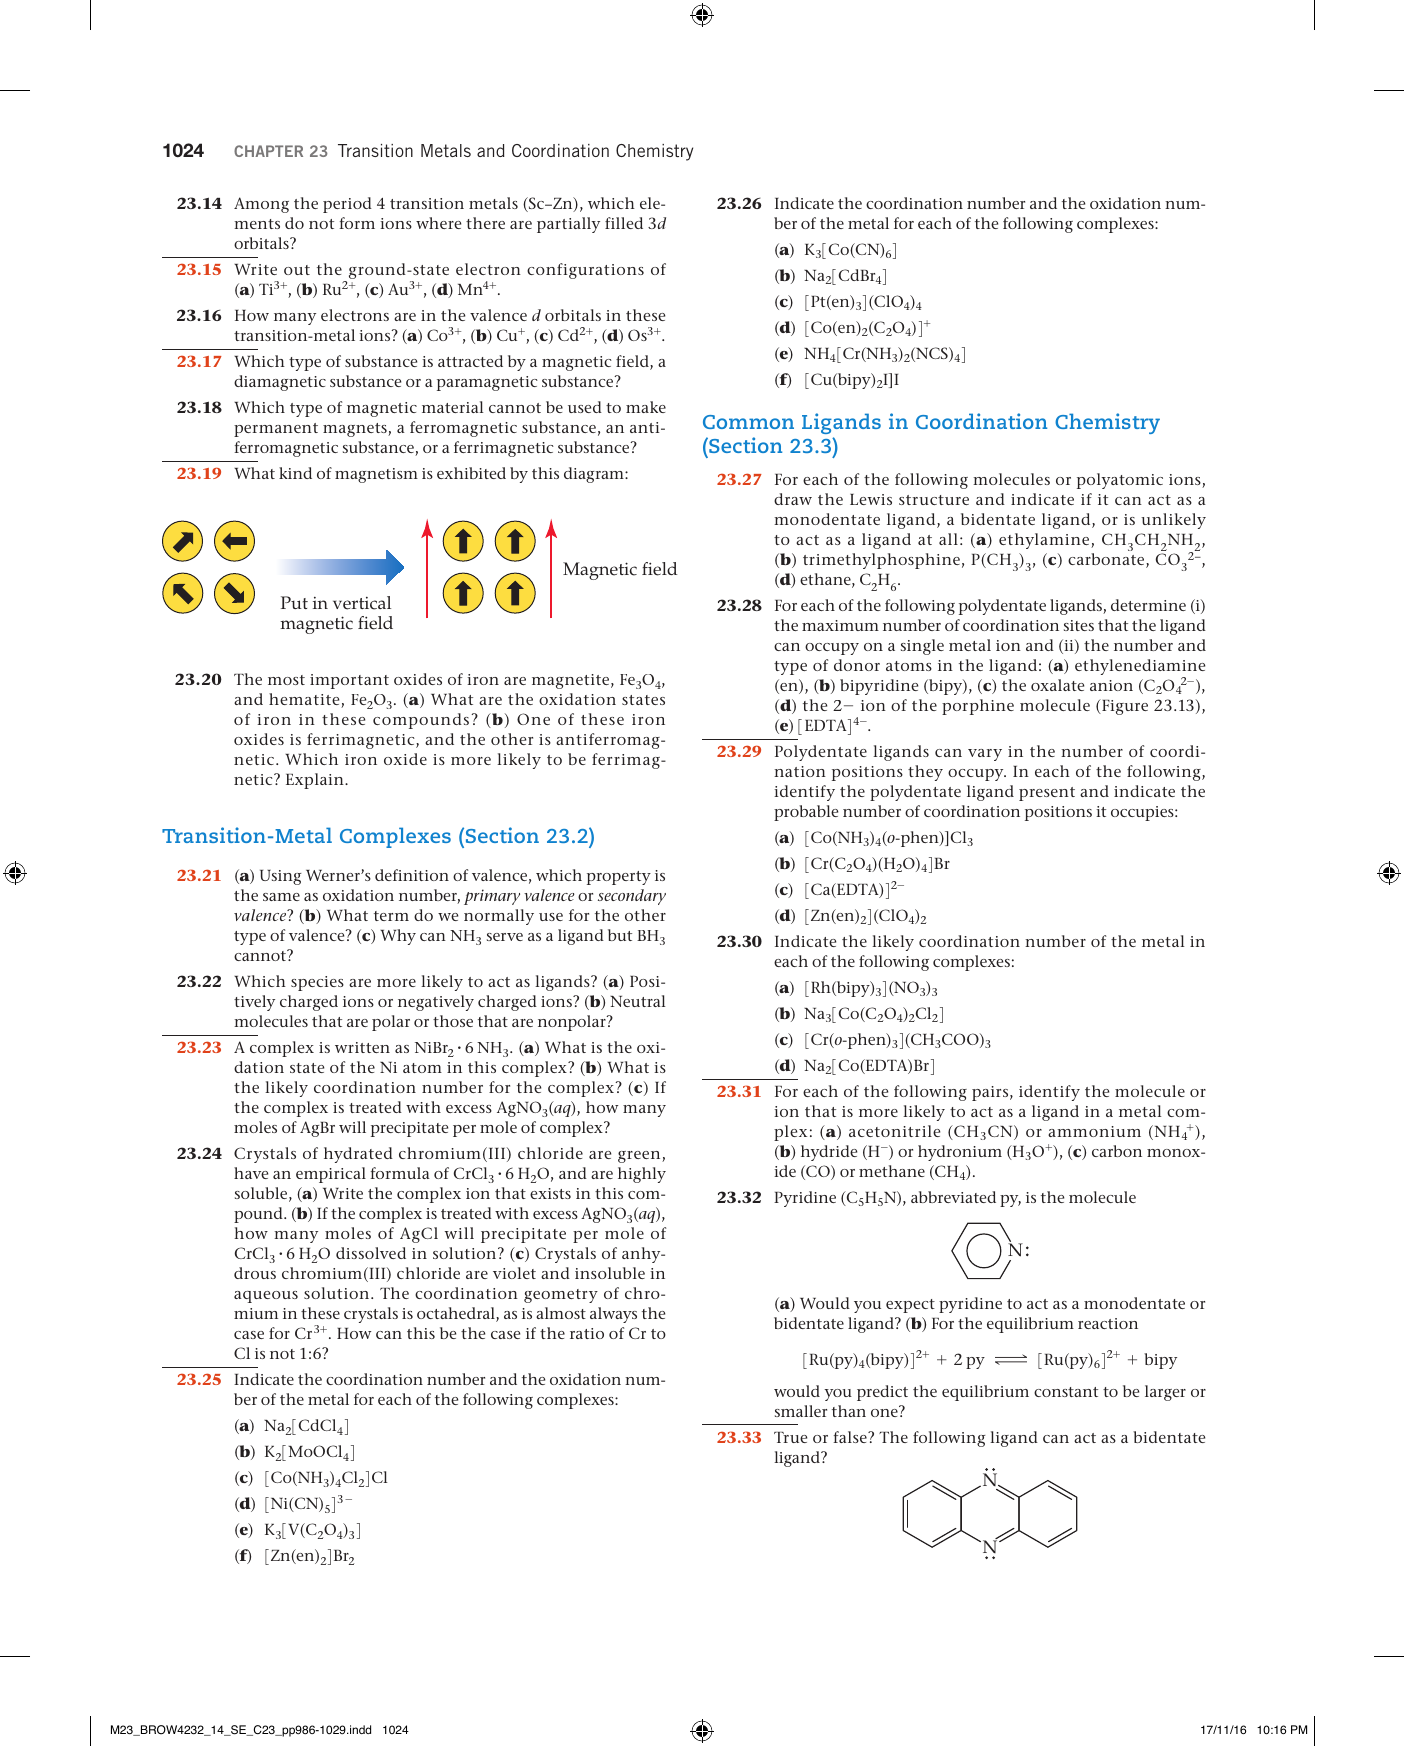 1024 CHAPTER 23 Transition Metals and Coordination Chemistry
23.14 Among the period 4 transition metals (Sc–Zn), which ele-
ments do not form ions where there are partially filled 3d
orbitals?
23.15 Write out the ground-state electron configurations of
(a) Ti³⁺, (b) Ru²⁺, (c) Au³⁺, (d) Mn⁴⁺.
23.16 How many electrons are in the valence d orbitals in these
transition-metal ions? (a) Co³⁺, (b) Cu⁺, (c) Cd²⁺, (d) Os³⁺.
23.17 Which type of substance is attracted by a magnetic field, a
diamagnetic substance or a paramagnetic substance?
23.18 Which type of magnetic material cannot be used to make
permanent magnets, a ferromagnetic substance, an anti-
ferromagnetic substance, or a ferrimagnetic substance?
23.19 What kind of magnetism is exhibited by this diagram:
Put in vertical
magnetic field
Magnetic field
23.20 The most important oxides of iron are magnetite, Fe₃O₄,
and hematite, Fe₂O₃. (a) What are the oxidation states
of iron in these compounds? (b) One of these iron
oxides is ferrimagnetic, and the other is antiferromag-
netic. Which iron oxide is more likely to be ferrimag-
netic? Explain.
Transition-Metal Complexes (Section 23.2)
23.21 (a) Using Werner’s definition of valence, which property is
the same as oxidation number, primary valence or secondary
valence? (b) What term do we normally use for the other
type of valence? (c) Why can NH₃ serve as a ligand but BH₃
cannot?
23.22 Which species are more likely to act as ligands? (a) Posi-
tively charged ions or negatively charged ions? (b) Neutral
molecules that are polar or those that are nonpolar?
23.23 A complex is written as NiBr₂ · 6 NH₃. (a) What is the oxi-
dation state of the Ni atom in this complex? (b) What is
the likely coordination number for the complex? (c) If
the complex is treated with excess AgNO₃(aq), how many
moles of AgBr will precipitate per mole of complex?
23.24 Crystals of hydrated chromium(III) chloride are green,
have an empirical formula of CrCl₃ · 6 H₂O, and are highly
soluble, (a) Write the complex ion that exists in this com-
pound. (b) If the complex is treated with excess AgNO₃(aq),
how many moles of AgCl will precipitate per mole of
CrCl₃ · 6 H₂O dissolved in solution? (c) Crystals of anhy-
drous chromium(III) chloride are violet and insoluble in
aqueous solution. The coordination geometry of chro-
mium in these crystals is octahedral, as is almost always the
case for Cr³⁺. How can this be the case if the ratio of Cr to
Cl is not 1:6?
23.25 Indicate the coordination number and the oxidation num-
ber of the metal for each of the following complexes:
(a) Na₂[CdCl₄]
(b) K₂[MoOCl₄]
(c) [Co(NH₃)₄Cl₂]Cl
(d) [Ni(CN)₅]³⁻
(e) K₃[V(C₂O₄)₃]
(f) [Zn(en)₂]Br₂
23.26 Indicate the coordination number and the oxidation num-
ber of the metal for each of the following complexes:
(a) K₃[Co(CN)₆]
(b) Na₂[CdBr₄]
(c) [Pt(en)₃](ClO₄)₄
(d) [Co(en)₂(C₂O₄)]⁺
(e) NH₄[Cr(NH₃)₂(NCS)₄]
(f) [Cu(bipy)₂I]I
Common Ligands in Coordination Chemistry
(Section 23.3)
23.27 For each of the following molecules or polyatomic ions,
draw the Lewis structure and indicate if it can act as a
monodentate ligand, a bidentate ligand, or is unlikely
to act as a ligand at all: (a) ethylamine, CH₃CH₂NH₂,
(b) trimethylphosphine, P(CH₃)₃, (c) carbonate, CO₃²⁻,
(d) ethane, C₂H₆.
23.28 For each of the following polydentate ligands, determine (i)
the maximum number of coordination sites that the ligand
can occupy on a single metal ion and (ii) the number and
type of donor atoms in the ligand: (a) ethylenediamine
(en), (b) bipyridine (bipy), (c) the oxalate anion (C₂O₄²⁻),
(d) the 2− ion of the porphine molecule (Figure 23.13),
(e) [EDTA]⁴⁻.
23.29 Polydentate ligands can vary in the number of coordi-
nation positions they occupy. In each of the following,
identify the polydentate ligand present and indicate the
probable number of coordination positions it occupies:
(a) [Co(NH₃)₄(o-phen)]Cl₃
(b) [Cr(C₂O₄)(H₂O)₄]Br
(c) [Ca(EDTA)]²⁻
(d) [Zn(en)₂](ClO₄)₂
23.30 Indicate the likely coordination number of the metal in
each of the following complexes:
(a) [Rh(bipy)₃](NO₃)₃
(b) Na₃[Co(C₂O₄)₂Cl₂]
(c) [Cr(o-phen)₃](CH₃COO)₃
(d) Na₂[Co(EDTA)Br]
23.31 For each of the following pairs, identify the molecule or
ion that is more likely to act as a ligand in a metal com-
plex: (a) acetonitrile (CH₃CN) or ammonium (NH₄⁺),
(b) hydride (H⁻) or hydronium (H₃O⁺), (c) carbon monox-
ide (CO) or methane (CH₄).
23.32 Pyridine (C₅H₅N), abbreviated py, is the molecule
N:
(a) Would you expect pyridine to act as a monodentate or
bidentate ligand? (b) For the equilibrium reaction
[Ru(py)₄(bipy)]²⁺ + 2 py ⇌ [Ru(py)₆]²⁺ + bipy
would you predict the equilibrium constant to be larger or
smaller than one?
23.33 True or false? The following ligand can act as a bidentate
ligand?
N
N
M23_BROW4232_14_SE_C23_pp986-1029.indd 1024
17/11/16 10:16 PM